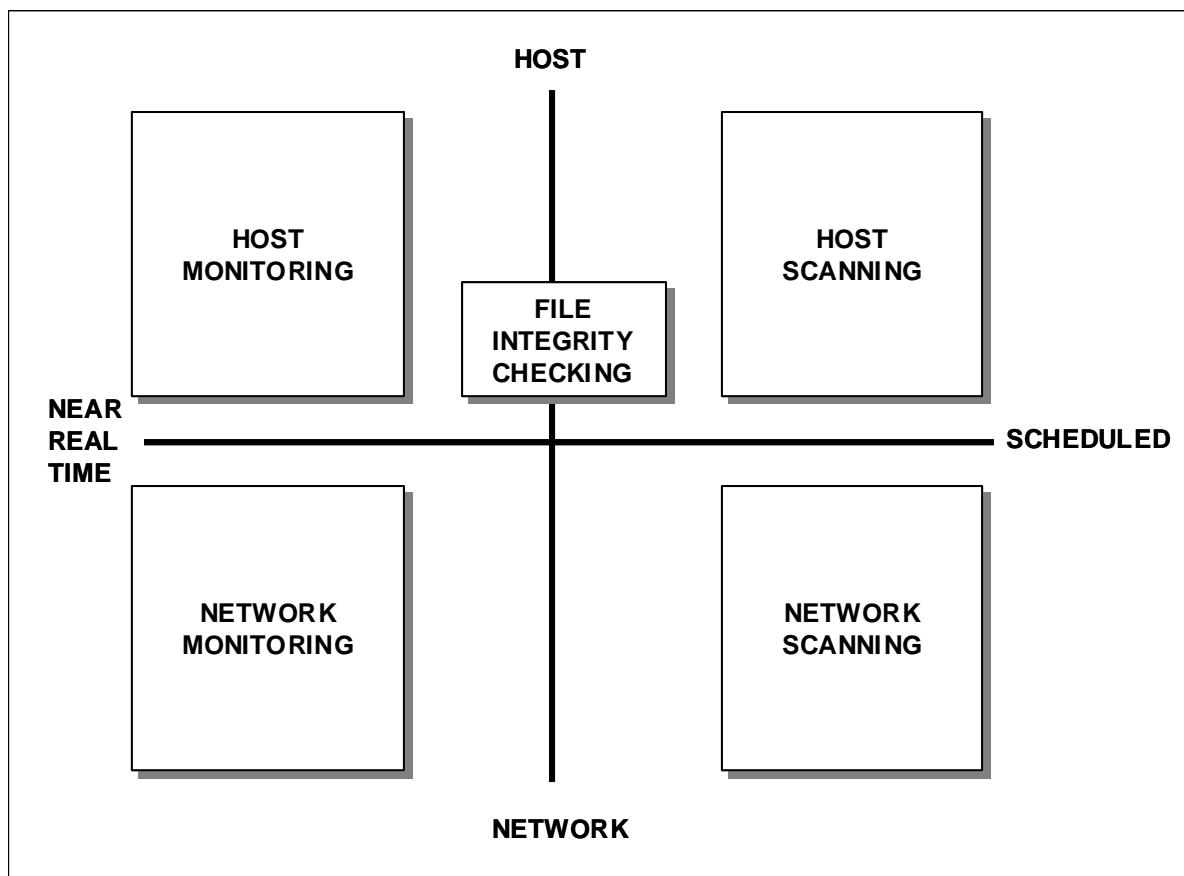 HOST
HOST
MONITORING
HOST
SCANNING
FILE
INTEGRITY
CHECKING
NEAR
REAL
TIME
SCHEDULED
NETWORK
MONITORING
NETWORK
SCANNING
NETWORK